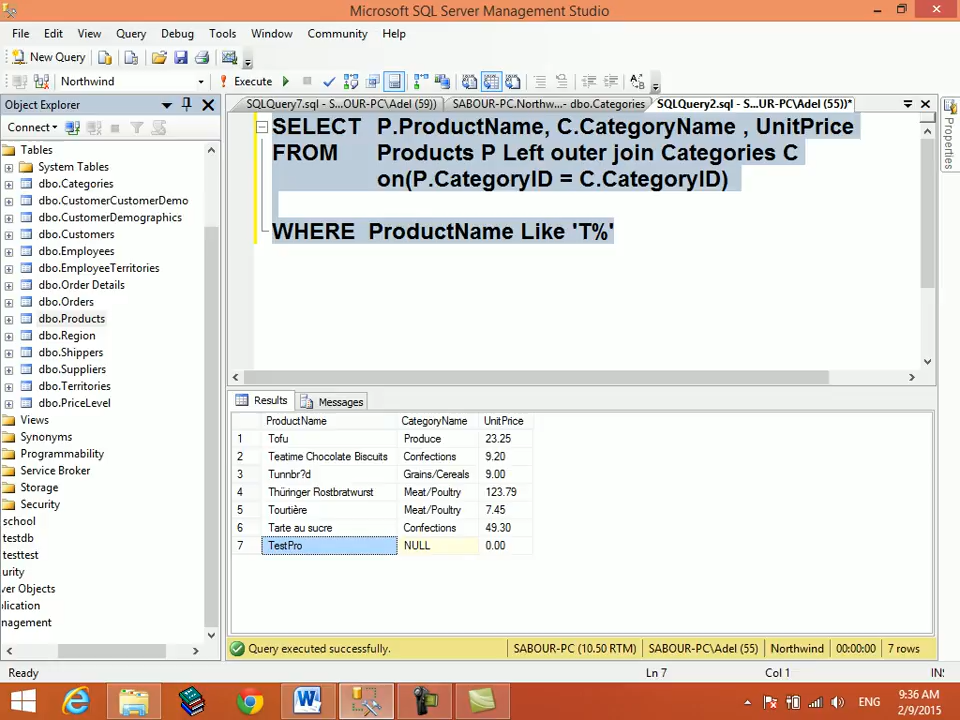 Microsoft SQL Server Management Studio
File Edit View Query Debug Tools Window Community Help
New Query
Northwind Execute
Object Explorer
SQLQuery7.sql - S...OUR-PC\Adel (59)) SABOUR-PC.Northw...- dbo.Categories SQLQuery2.sql - S...UR-PC\Adel (55))*
Connect
Properties
Tables
System Tables
dbo.Categories
dbo.CustomerCustomerDemo
dbo.CustomerDemographics
dbo.Customers
dbo.Employees
dbo.EmployeeTerritories
dbo.Order Details
dbo.Orders
dbo.Products
dbo.Region
dbo.Shippers
dbo.Suppliers
dbo.Territories
dbo.PriceLevel
Views
Synonyms
Programmability
Service Broker
Storage
Security
school
testdb
testtest
urity
ver Objects
olication
nagement
SELECT P.ProductName, C.CategoryName , UnitPrice
FROM Products P Left outer join Categories C
on(P.CategoryID = C.CategoryID)
WHERE ProductName Like 'T%'
Results Messages
ProductName CategoryName UnitPrice
1 Tofu Produce 23.25
2 Teatime Chocolate Biscuits Confections 9.20
3 Tunnbr?d Grains/Cereals 9.00
4 Thüringer Rostbratwurst Meat/Poultry 123.79
5 Tourtière Meat/Poultry 7.45
6 Tarte au sucre Confections 49.30
7 TestPro NULL 0.00
Query executed successfully. SABOUR-PC (10.50 RTM) SABOUR-PC\Adel (55) Northwind 00:00:00 7 rows
Ready Ln 7 Col 1 INS
ENG 9:36 AM
2/9/2015